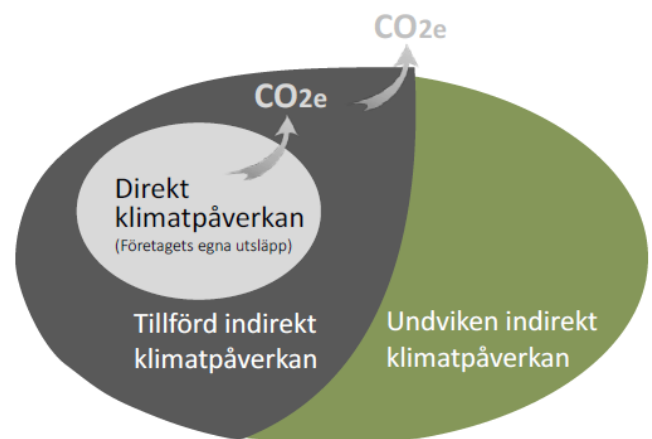 CO2e
CO2e
Direkt
klimatpåverkan
(Företagets egna utsläpp)
Tillförd indirekt
klimatpåverkan
Undviken indirekt
klimatpåverkan